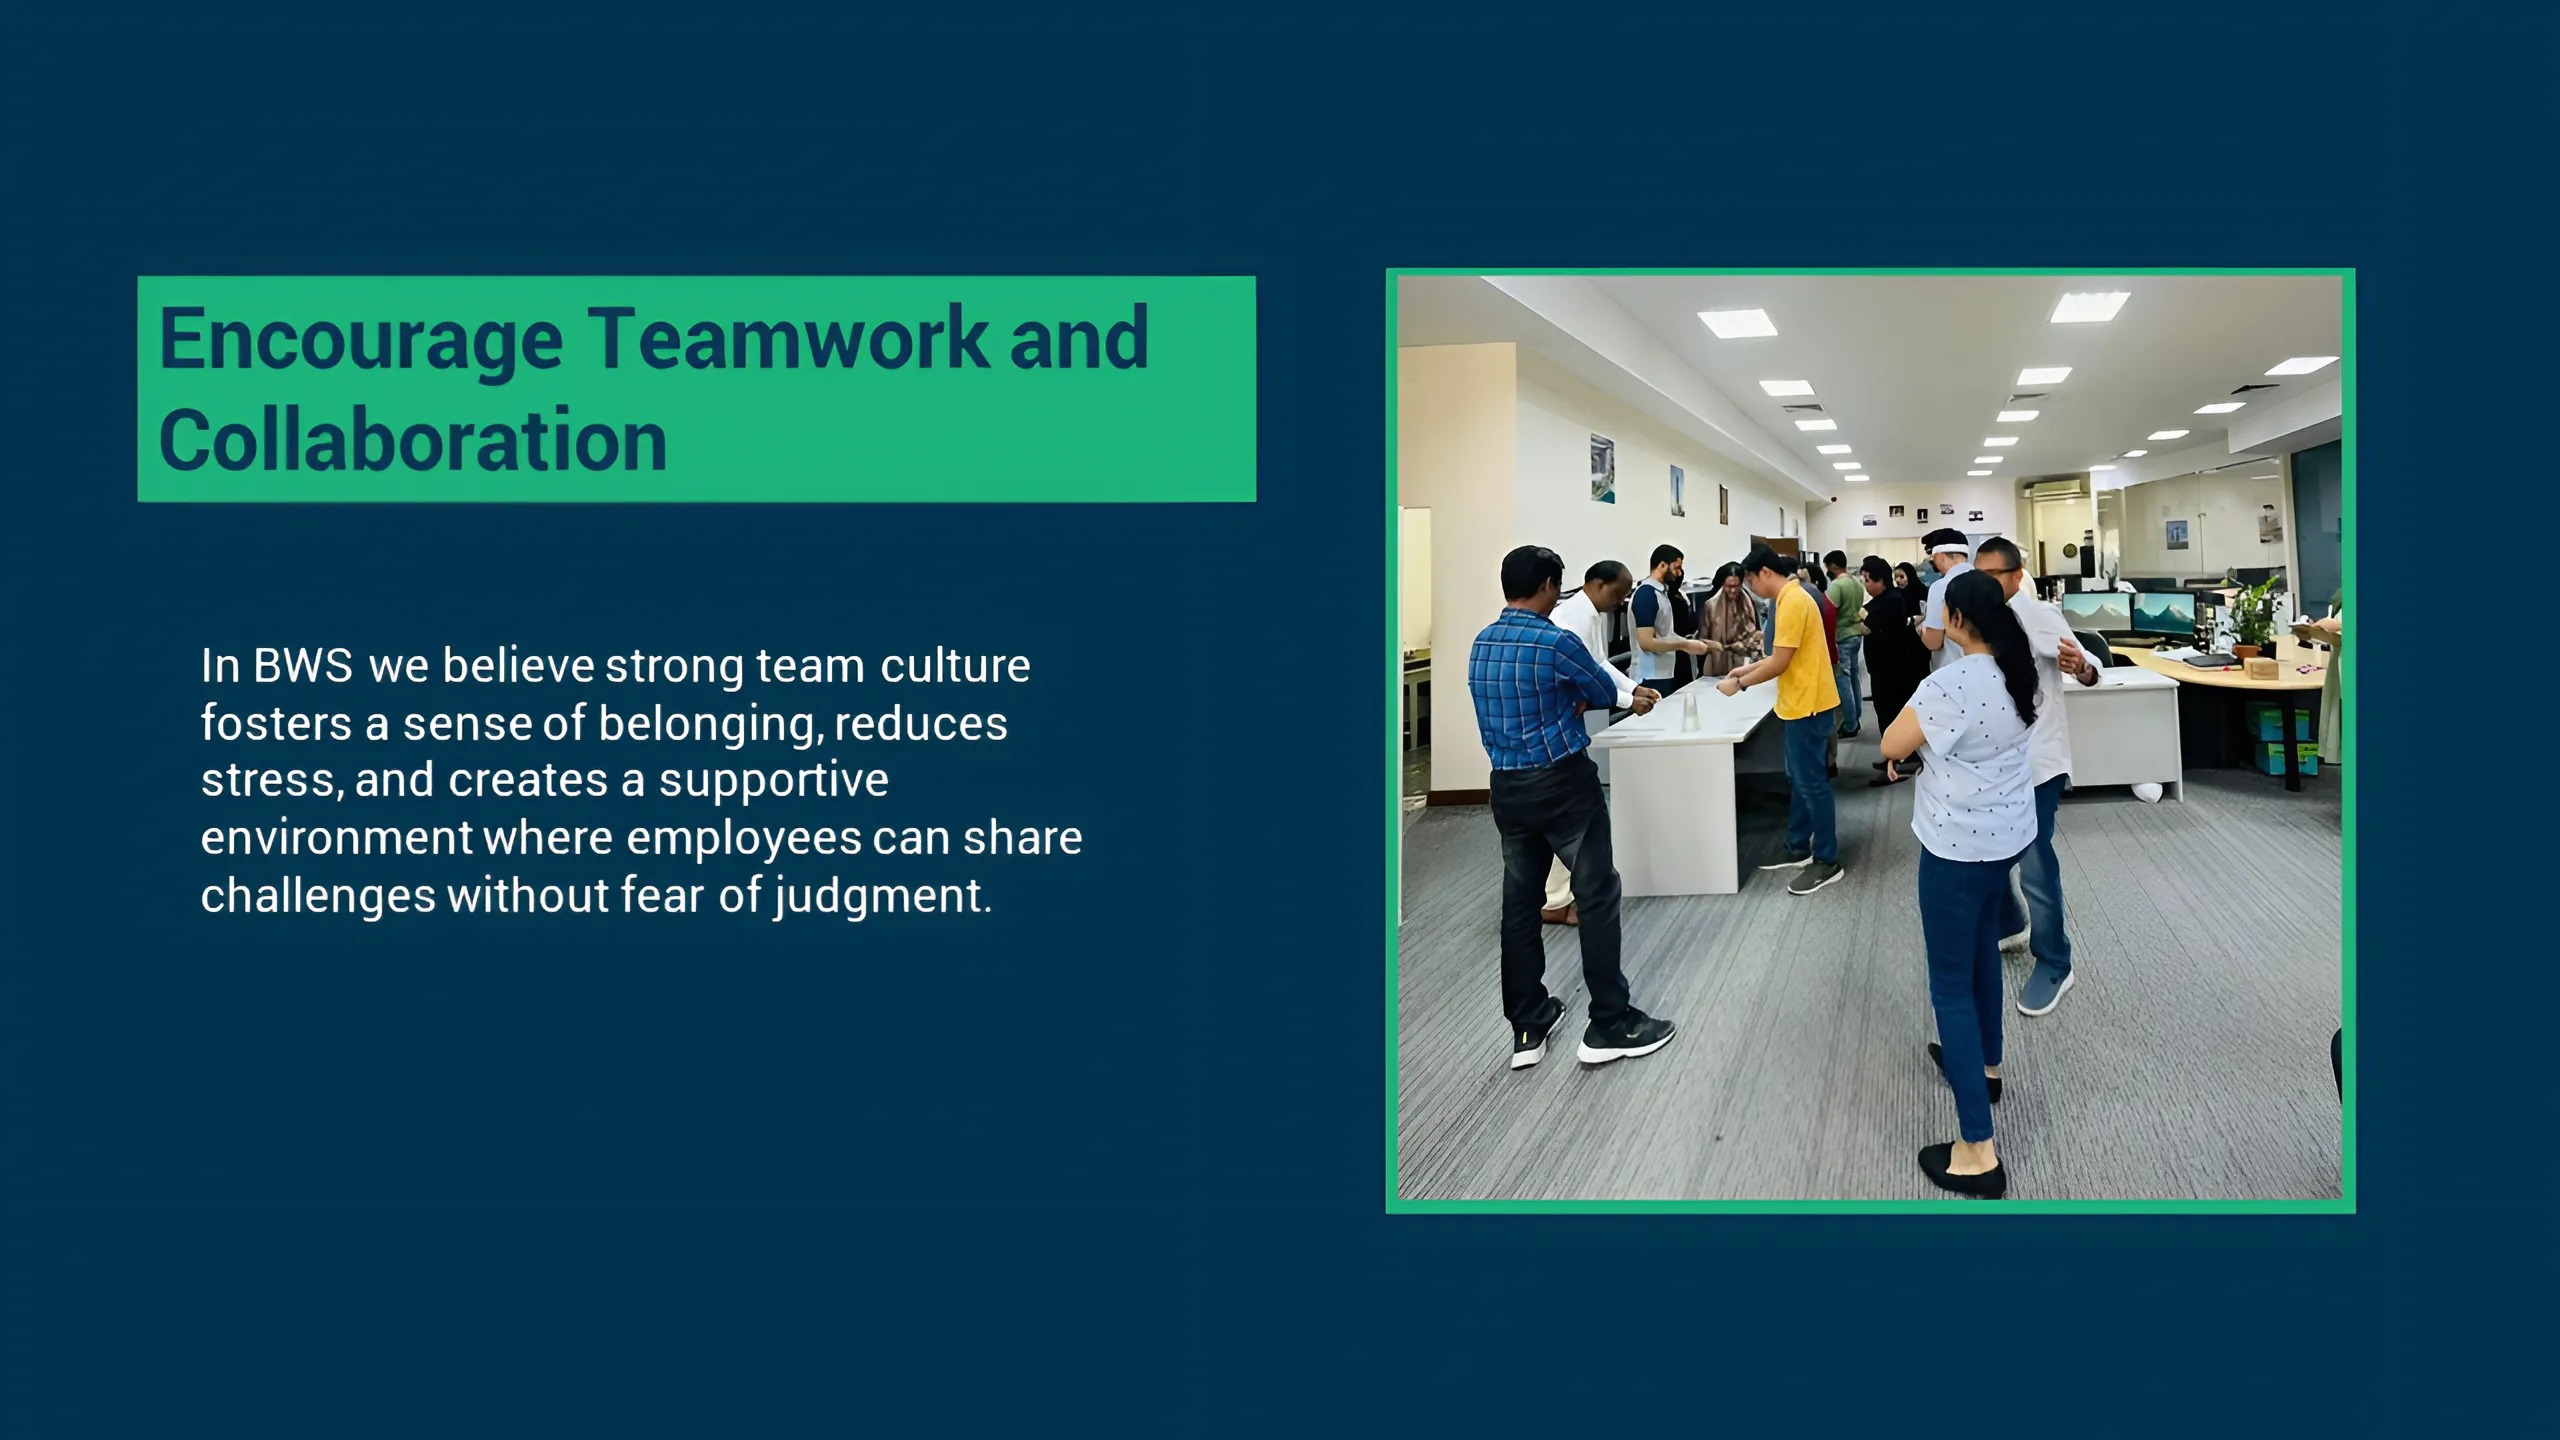 Encourage Teamwork and
Collaboration
In BWS we believe strong team culture
fosters a sense of belonging, reduces
stress, and creates a supportive
environment where employees can share
challenges without fear of judgment.